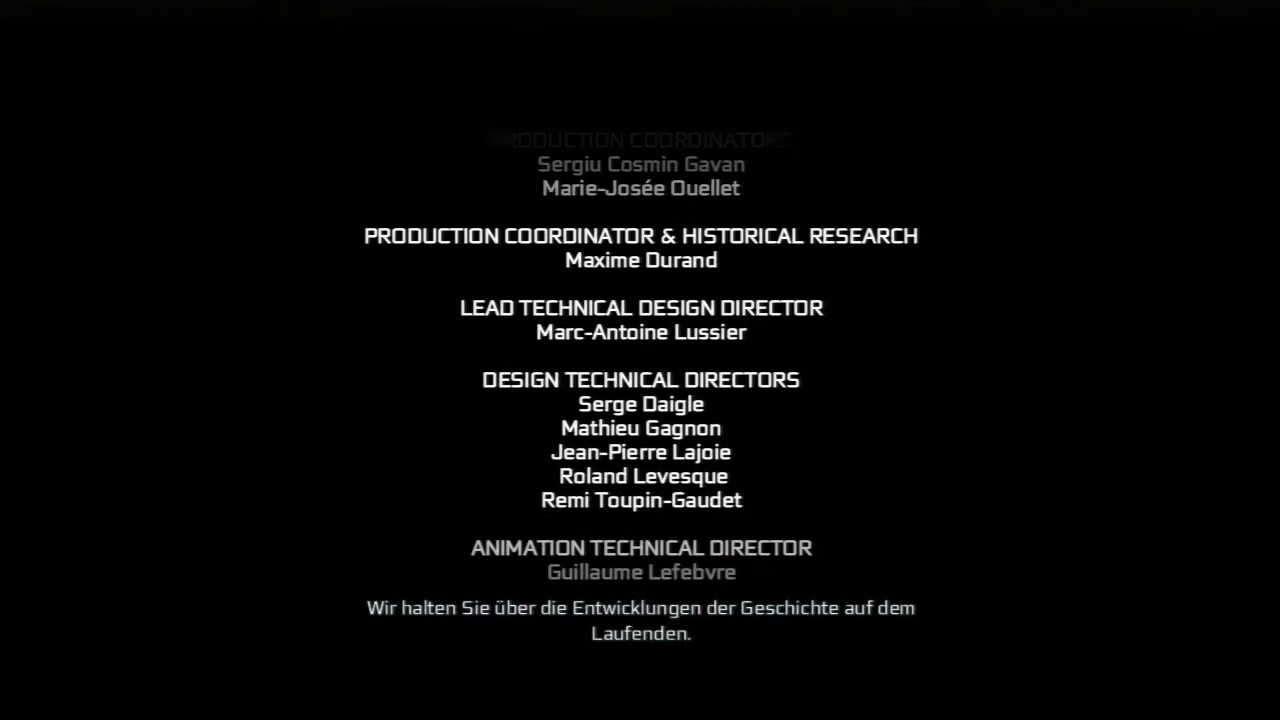 PRODUCTION COORDINATORS
Sergiu Cosmin Gavan
Marie-Josée Ouellet
PRODUCTION COORDINATOR & HISTORICAL RESEARCH
Maxime Durand
LEAD TECHNICAL DESIGN DIRECTOR
Marc-Antoine Lussier
DESIGN TECHNICAL DIRECTORS
Serge Daigle
Mathieu Gagnon
Jean-Pierre Lajoie
Roland Levesque
Remi Toupin-Gaudet
ANIMATION TECHNICAL DIRECTOR
Guillaume Lefebvre
Wir halten Sie über die Entwicklungen der Geschichte auf dem
Laufenden.